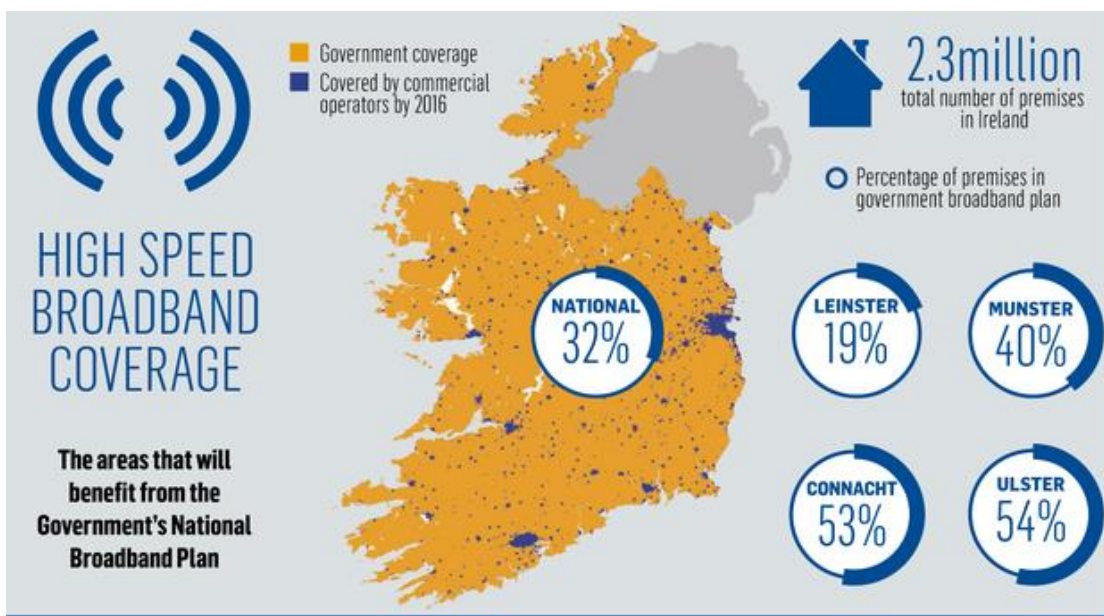 HIGH SPEED
BROADBAND
COVERAGE
The areas that will
benefit from the
Government's National
Broadband Plan
Government coverage
Covered by commercial
operators by 2016
NATIONAL
32%
2.3million
total number of premises
in Ireland
Percentage of premises in
government broadband plan
LEINSTER
19%
MUNSTER
40%
CONNACHT
53%
ULSTER
54%